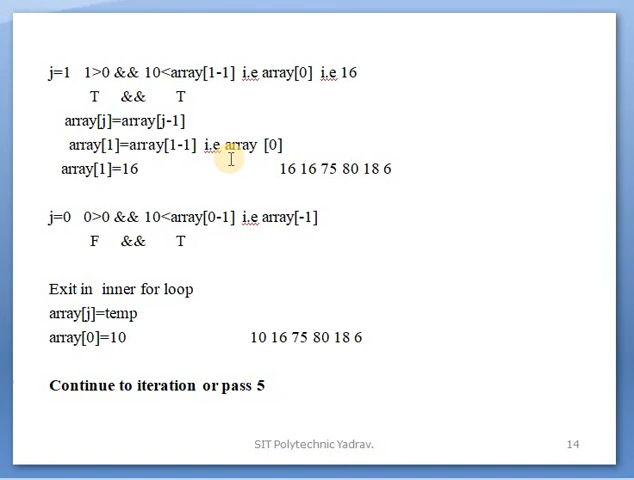 j=1 1>0 && 10<array[1-1] i.e array[0] i.e 16
T && T
array[j]=array[j-1]
array[1]=array[1-1] i.e array [0]
array[1]=16 16 16 75 80 18 6
j=0 0>0 && 10<array[0-1] i.e array[-1]
F && T
Exit in inner for loop
array[j]=temp
array[0]=10 10 16 75 80 18 6
Continue to iteration or pass 5
SIT Polytechnic Yadrav. 14